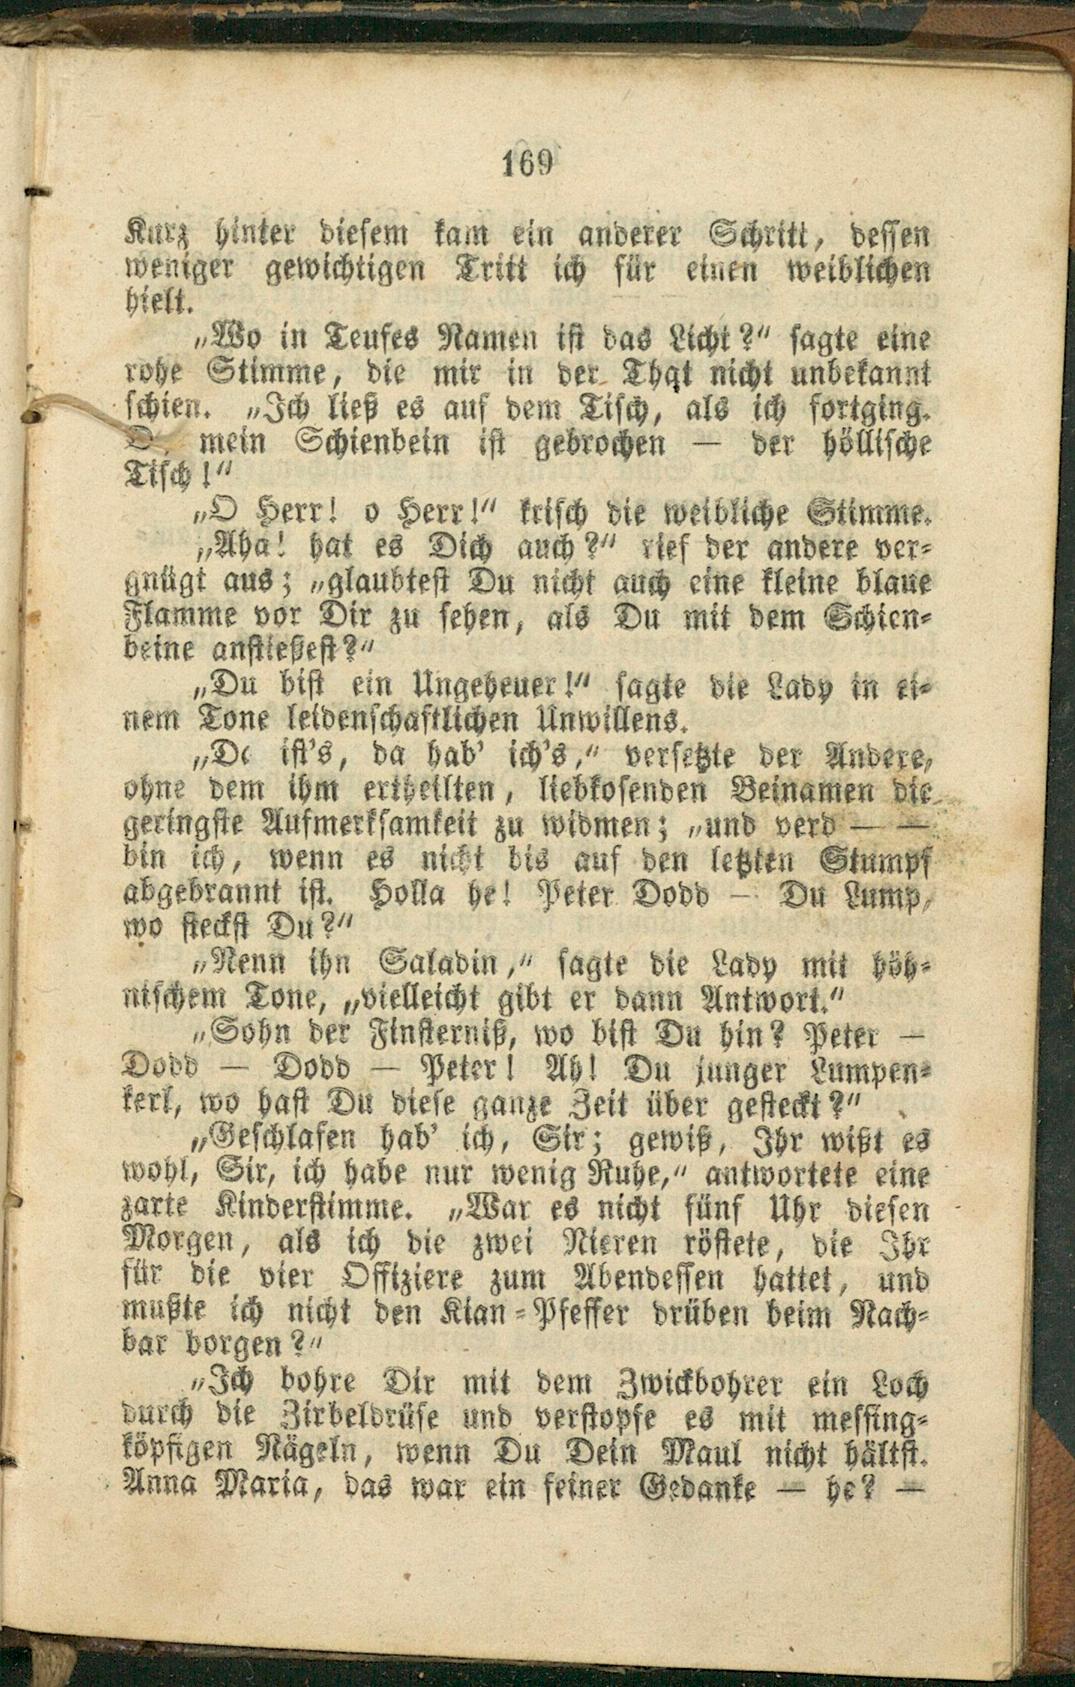 169
Kurz hinter diesem kam ein anderer Schritt, dessen
weniger gewichtigen Tritt ich für einen weiblichen
hielt.
„Wo in Teufes Namen ist das Licht?“ sagte eine
rohe Stimme, die mir in der That nicht unbekannt
schien. „Ich ließ es auf dem Tisch, als ich fortging.
O, mein Schienbein ist gebrochen — der höllische
Tisch!“
„O Herr! o Herr!“ krisch die weibliche Stimme.
„Aha! hat es Dich auch?“ rief der andere ver-
gnügt aus; „glaubtest Du nicht auch eine kleine blaue
Flamme vor Dir zu sehen, als Du mit dem Schien-
beine anstießest?“
„Du bist ein Ungeheuer!“ sagte die Lady in ei-
nem Tone leidenschaftlichen Unwillens.
„Da ist's, da hab' ich's,“ versetzte der Andere,
ohne dem ihm ertheilten, liebkosenden Beinamen die
geringste Aufmerksamkeit zu widmen; „und verd — —
bin ich, wenn es nicht bis auf den letzten Stumpf
abgebrannt ist. Holla he! Peter Dodd — Du Lump,
wo steckst Du?“
„Nenn ihn Saladin,“ sagte die Lady mit höh-
nischem Tone, „vielleicht gibt er dann Antwort.“
„Sohn der Finsterniß, wo bist Du hin? Peter —
Dodd — Dodd — Peter! Ah! Du junger Lumpen-
kerl, wo hast Du diese ganze Zeit über gesteckt?“
„Geschlafen hab' ich, Sir; gewiß, Ihr wißt es
wohl, Sir, ich habe nur wenig Ruhe,“ antwortete eine
zarte Kinderstimme. „War es nicht fünf Uhr diesen
Morgen, als ich die zwei Nieren röstete, die Ihr
für die vier Offiziere zum Abendessen hattet, und
mußte ich nicht den Kian-Pfeffer drüben beim Nach-
bar borgen?“
„Ich bohre Dir mit dem Zwickbohrer ein Loch
durch die Zirbeldrüse und verstopfe es mit messing-
köpfigen Nägeln, wenn Du Dein Maul nicht hältst.
Anna Maria, das war ein feiner Gedanke — he? —